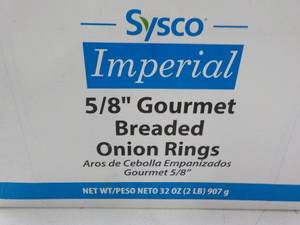 Sysco
Imperial
5/8" Gourmet
Breaded
Onion Rings
Aros de Cebolla Empanizados
Gourmet 5/8"
NET WT/PESO NETO 32 OZ (2 LB) 907 g